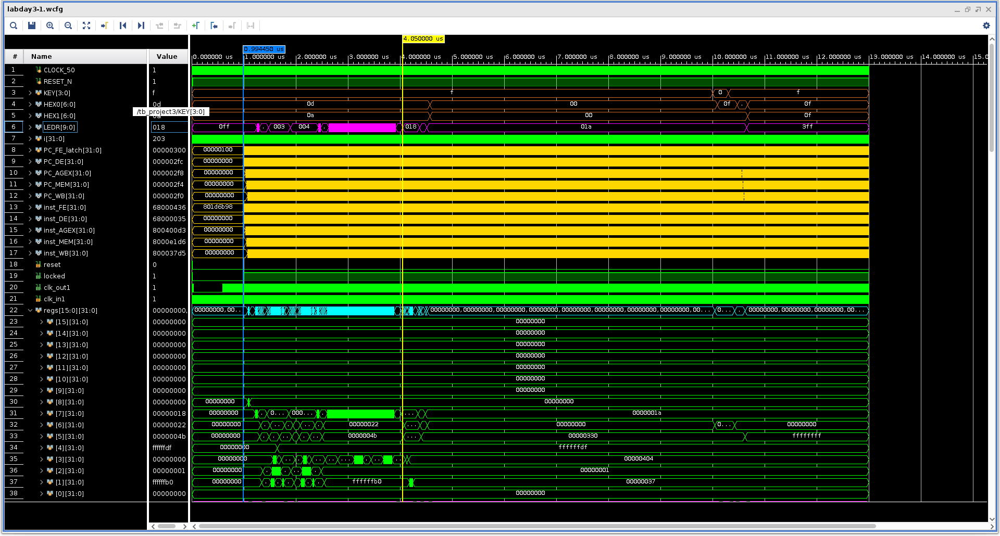 labday3-1.wcfg
4.050000 us
0.994450 us
# Name Value
0.000000 us 1.000000 us 2.000000 us 3.000000 us 4.000000 us 5.000000 us 6.000000 us 7.000000 us 8.000000 us 9.000000 us 10.000000 us 11.000000 us 12.000000 us 13.000000 us 14.000000 us 15.0
1 CLOCK_50 1
2 RESET_N 1
3 KEY[3:0] f f 0 f
4 HEX0[6:0] 0d 0d 00 0f .
/tb_project3/KEY[3:0]
5 HEX1[6:0] 0a 0a 00 0f
6 LEDR[9:0] 018 0ff . 003 004 . 018 01a 3ff
7 i[31:0] 203
8 PC_FE_latch[31:0] 00000300 00000100
9 PC_DE[31:0] 000002fc 00000000
10 PC_AGEX[31:0] 000002f8 00000000
11 PC_MEM[31:0] 000002f4 00000000
12 PC_WB[31:0] 000002f0 00000000
13 inst_FE[31:0] 68000436 801d6b98
14 inst_DE[31:0] 68000035 00000000
15 inst_AGEX[31:0] 800400d3 00000000
16 inst_MEM[31:0] 8000e1d6 00000000
17 inst_WB[31:0] 800037d5 00000000
18 reset 0
19 locked 1
20 clk_out1 1
21 clk_in1 1
22 regs[15:0][31:0] 00000000, 00000000,00... 00000000,00000000,00000000,00000000,00000000,00000000,00000000,00... 0... . 00000000,00000000,00000000,00...
23 [15][31:0] 00000000 00000000
24 [14][31:0] 00000000 00000000
25 [13][31:0] 00000000 00000000
26 [12][31:0] 00000000 00000000
27 [11][31:0] 00000000 00000000
28 [10][31:0] 00000000 00000000
29 [9][31:0] 00000000 00000000
30 [8][31:0] 00000000 00000000 00000000
31 [7][31:0] 00000018 00000000 . 0... 000... . ... 0000001a
32 [6][31:0] 00000022 00000000 00000022 ... 00000000 0... 00000000
33 [5][31:0] 0000004b 00000000 0000004b ... 00000330 ffffffff
34 [4][31:0] ffffffdf 00000000 ffffffdf
35 [3][31:0] 00000000 00000000 00000404
36 [2][31:0] 00000001 00000000 00000001
37 [1][31:0] ffffffb0 00000000 ffffffb0 00000037
38 [0][31:0] 00000000 00000000